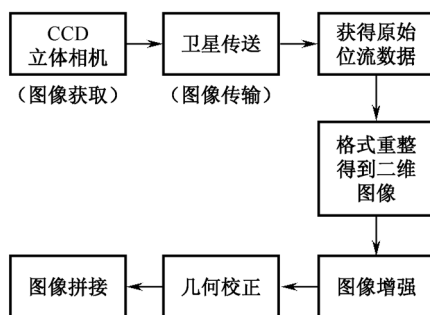 CCD
立体相机
（图像获取）
卫星传送
（图像传输）
获得原始
位流数据
格式重整
得到二维
图像
图像增强
几何校正
图像拼接